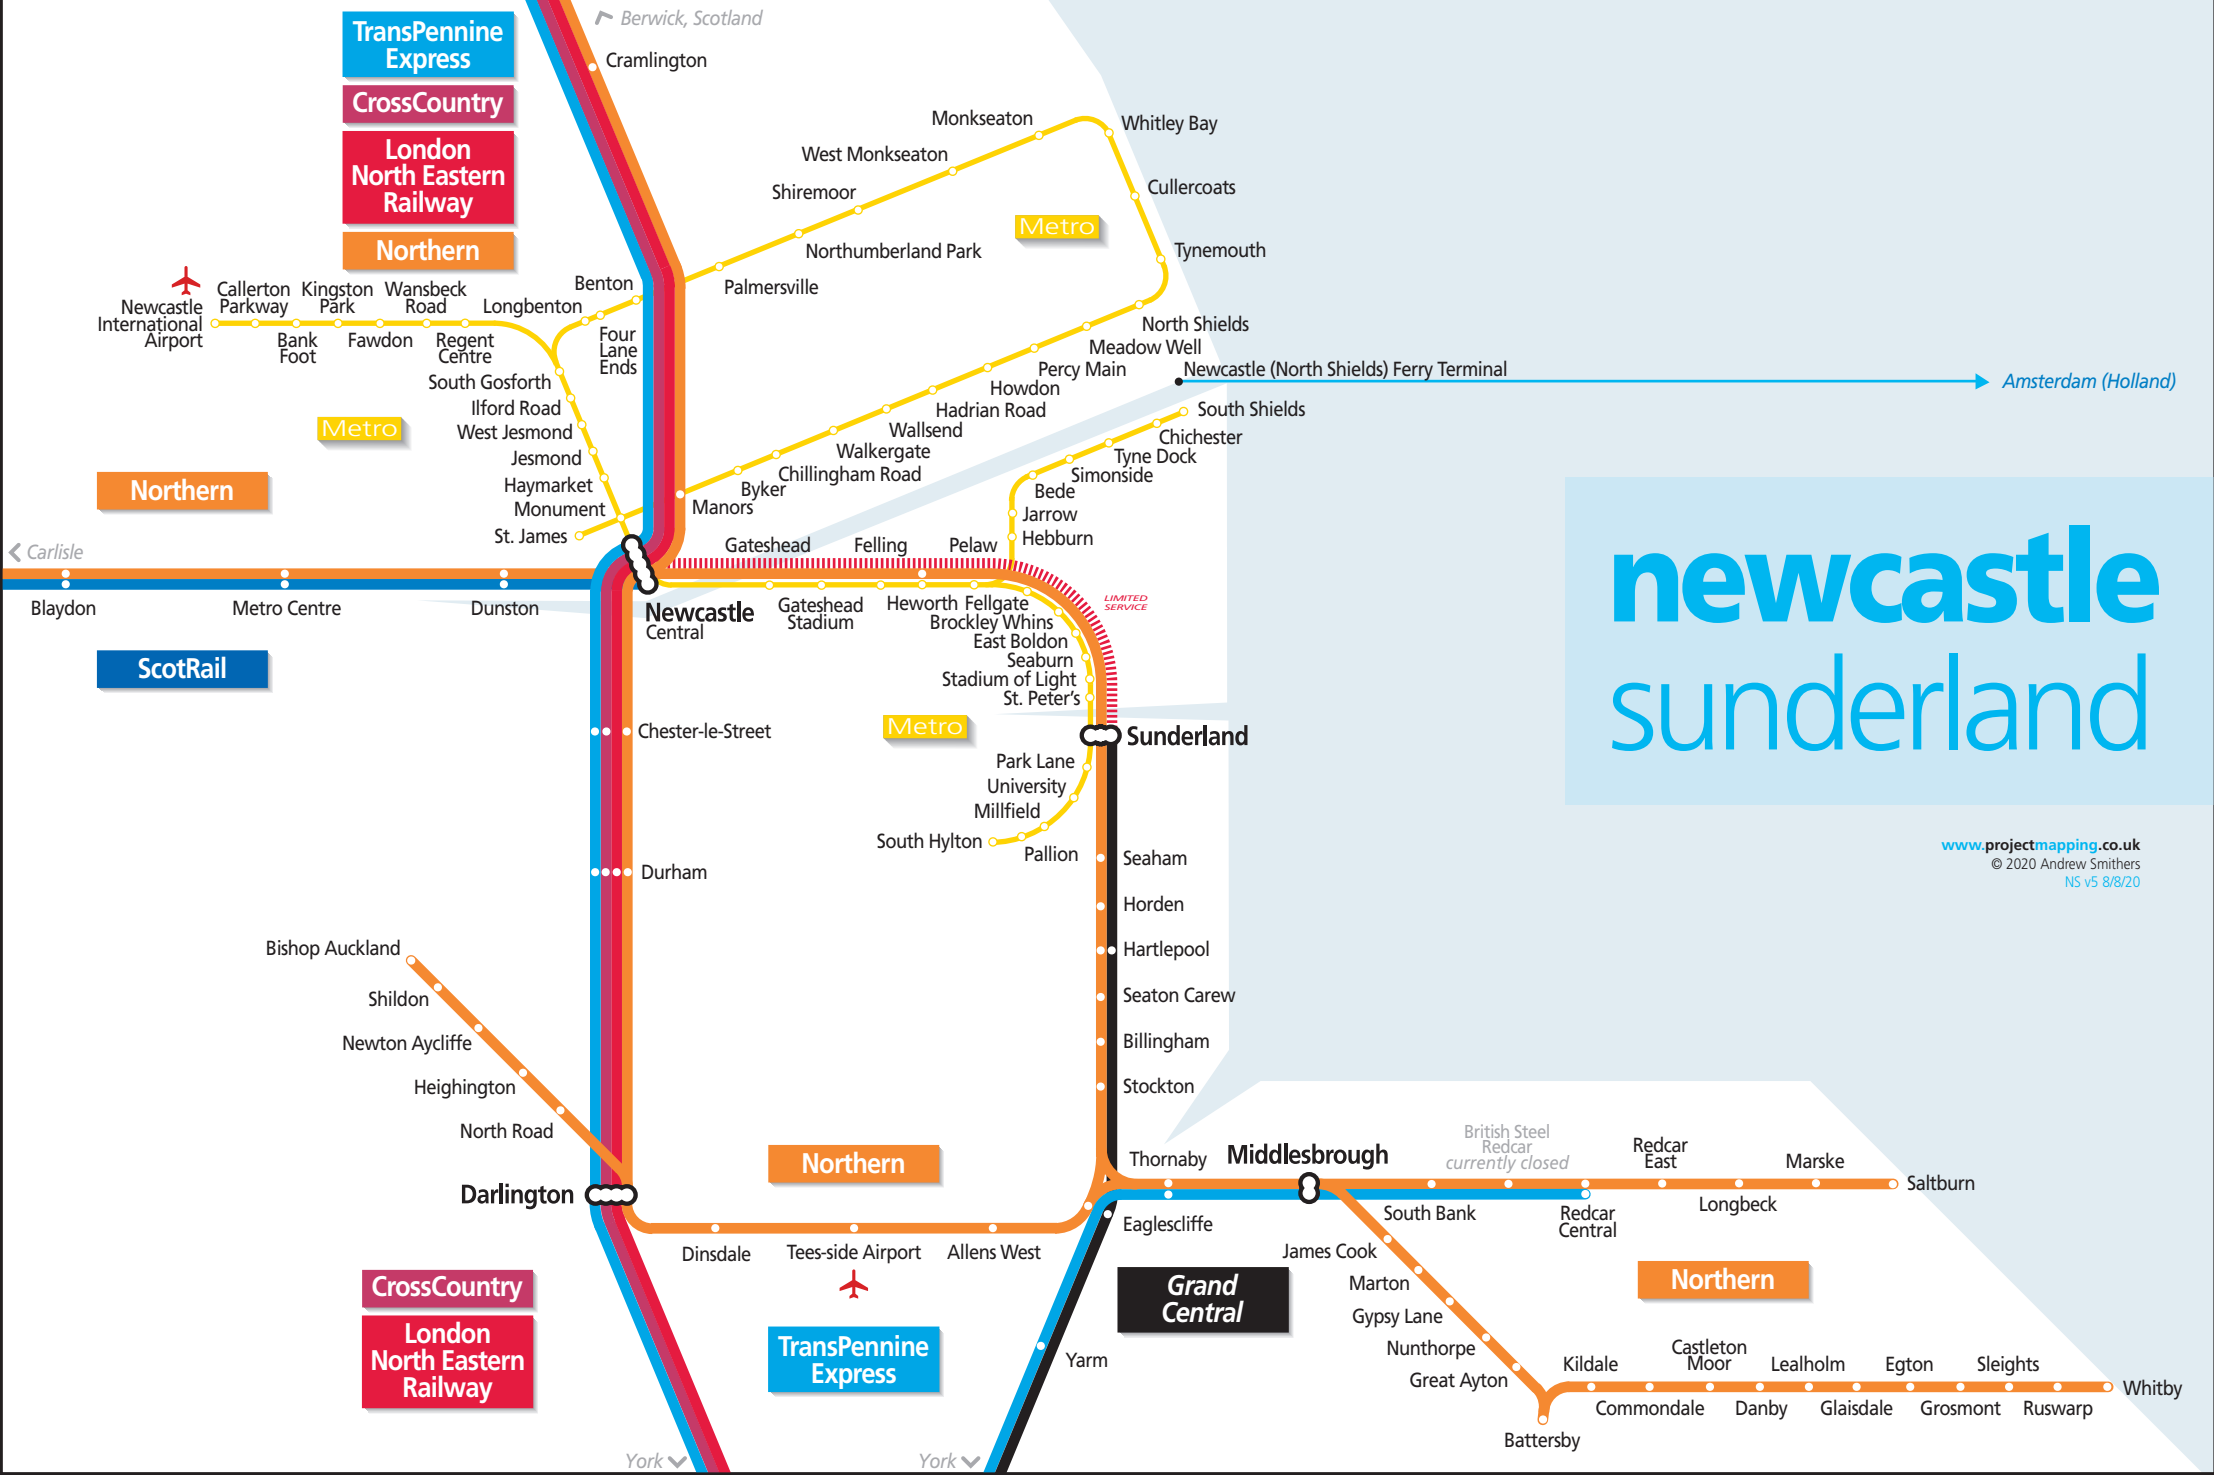 Berwick, Scotland
TransPennine
Express
CrossCountry
London
North Eastern
Railway
Northern
Cramlington
Monkseaton
Whitley Bay
West Monkseaton
Cullercoats
Shiremoor
Metro
Northumberland Park
Tynemouth
Palmersville
Benton
Longbenton
Four
Lane
Ends
Newcastle
International
Airport
Callerton
Parkway
Kingston
Park
Wansbeck
Road
Bank
Foot
Fawdon
Regent
Centre
South Gosforth
Ilford Road
West Jesmond
Jesmond
Haymarket
Monument
St. James
Metro
North Shields
Meadow Well
Percy Main
Howdon
Hadrian Road
Wallsend
Walkergate
Chillingham Road
Byker
Manors
Newcastle (North Shields) Ferry Terminal
Amsterdam (Holland)
South Shields
Chichester
Tyne Dock
Simonside
Bede
Jarrow
Hebburn
Northern
Carlisle
Blaydon
Metro Centre
Dunston
ScotRail
Newcastle
Central
Gateshead
Felling
Pelaw
Gateshead
Stadium
Heworth
Fellgate
Brockley Whins
East Boldon
Seaburn
Stadium of Light
St. Peter's
LIMITED
SERVICE
Metro
Sunderland
Park Lane
University
Millfield
South Hylton
Pallion
newcastle
sunderland
www.projectmapping.co.uk
© 2020 Andrew Smithers
NS v5 8/8/20
Chester-le-Street
Durham
Seaham
Horden
Hartlepool
Seaton Carew
Billingham
Stockton
Bishop Auckland
Shildon
Newton Aycliffe
Heighington
North Road
Darlington
Northern
Dinsdale
Tees-side Airport
Allens West
Thornaby
Middlesbrough
Eaglescliffe
British Steel
Redcar
currently closed
Redcar
East
Marske
Saltburn
South Bank
Redcar
Central
Longbeck
James Cook
Marton
Gypsy Lane
Nunthorpe
Great Ayton
Battersby
Northern
Kildale
Castleton
Moor
Lealholm
Egton
Sleights
Whitby
Commondale
Danby
Glaisdale
Grosmont
Ruswarp
CrossCountry
London
North Eastern
Railway
TransPennine
Express
Grand
Central
Yarm
York
York